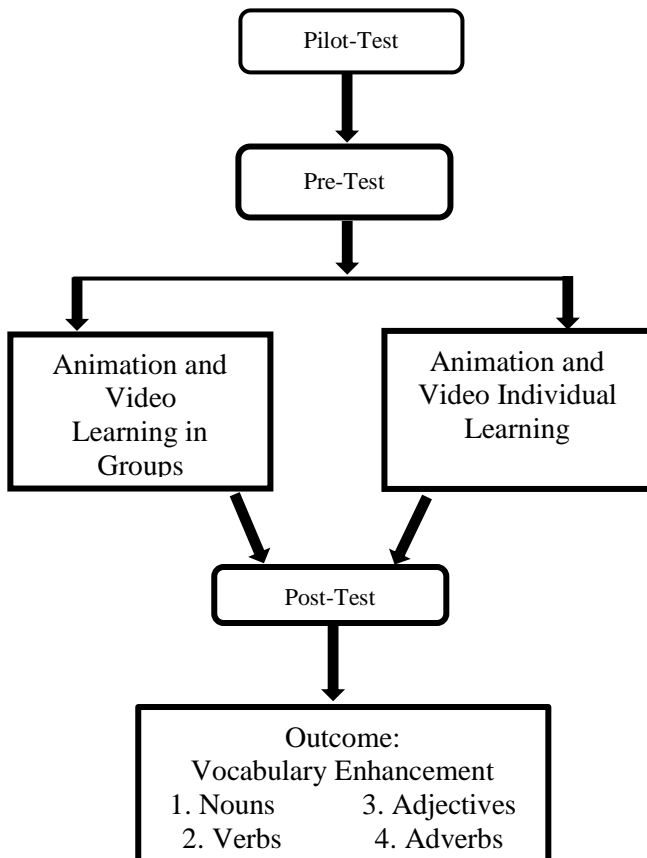 Pilot-Test
Pre-Test
Animation and
Video
Learning in
Groups
Animation and
Video Individual
Learning
Post-Test
Outcome:
Vocabulary Enhancement
1. Nouns 3. Adjectives
2. Verbs 4. Adverbs